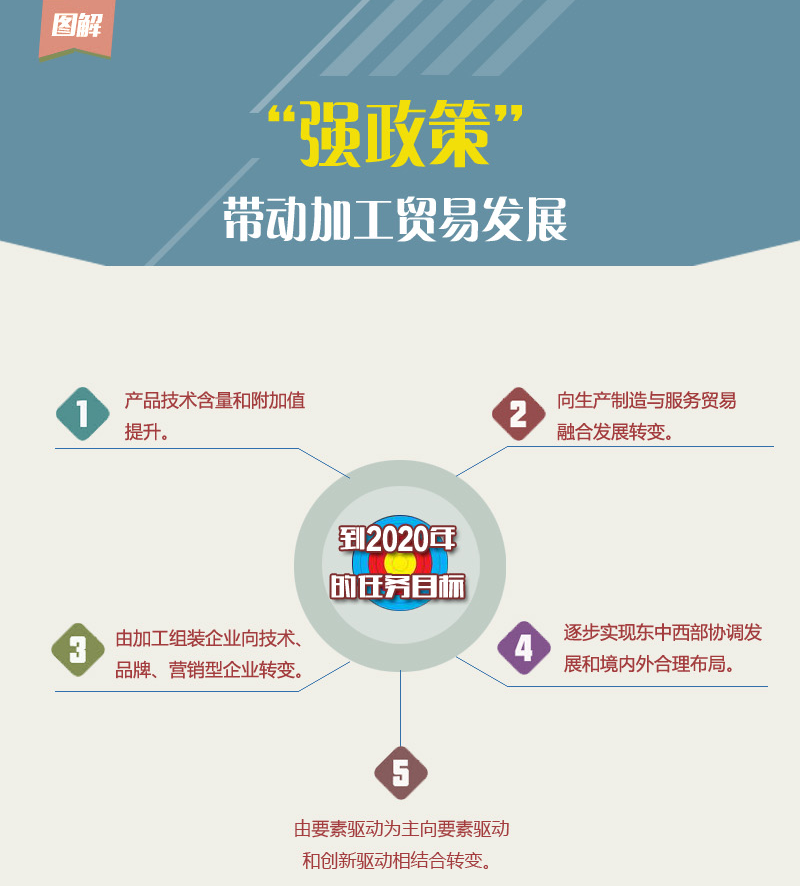 图解
“强政策”
带动加工贸易发展
1
产品技术含量和附加值
提升。
2
向生产制造与服务贸易
融合发展转变。
到2020年
的任务目标
3
由加工组装企业向技术、
品牌、营销型企业转变。
4
逐步实现东中西部协调发
展和境内外合理布局。
5
由要素驱动为主向要素驱动
和创新驱动相结合转变。